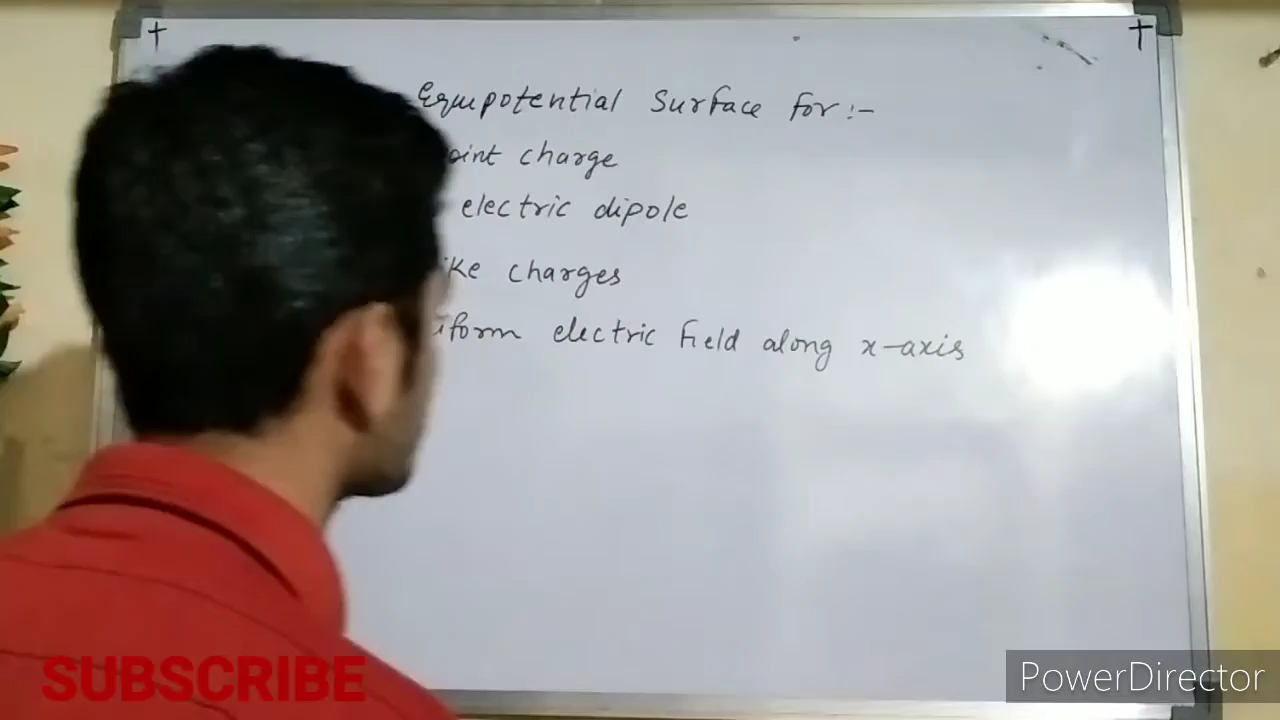 Equipotential Surface for :-
oint charge
electric dipole
ike charges
iform electric field along x-axis
SUBSCRIBE
PowerDirector